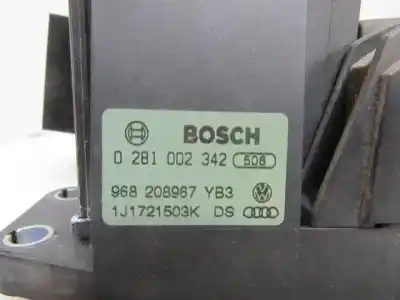 BOSCH
0 281 002 342 506
968 208967 YB3
1J1721503K DS